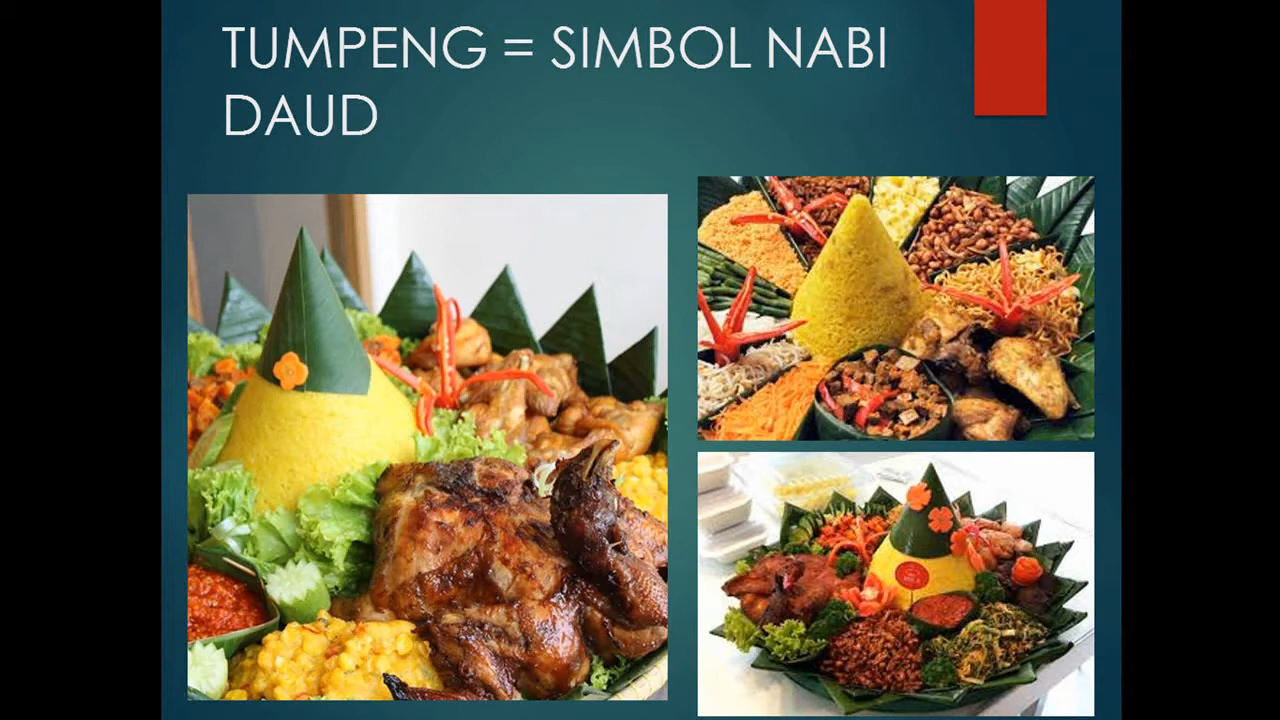 TUMPENG = SIMBOL NABI
DAUD